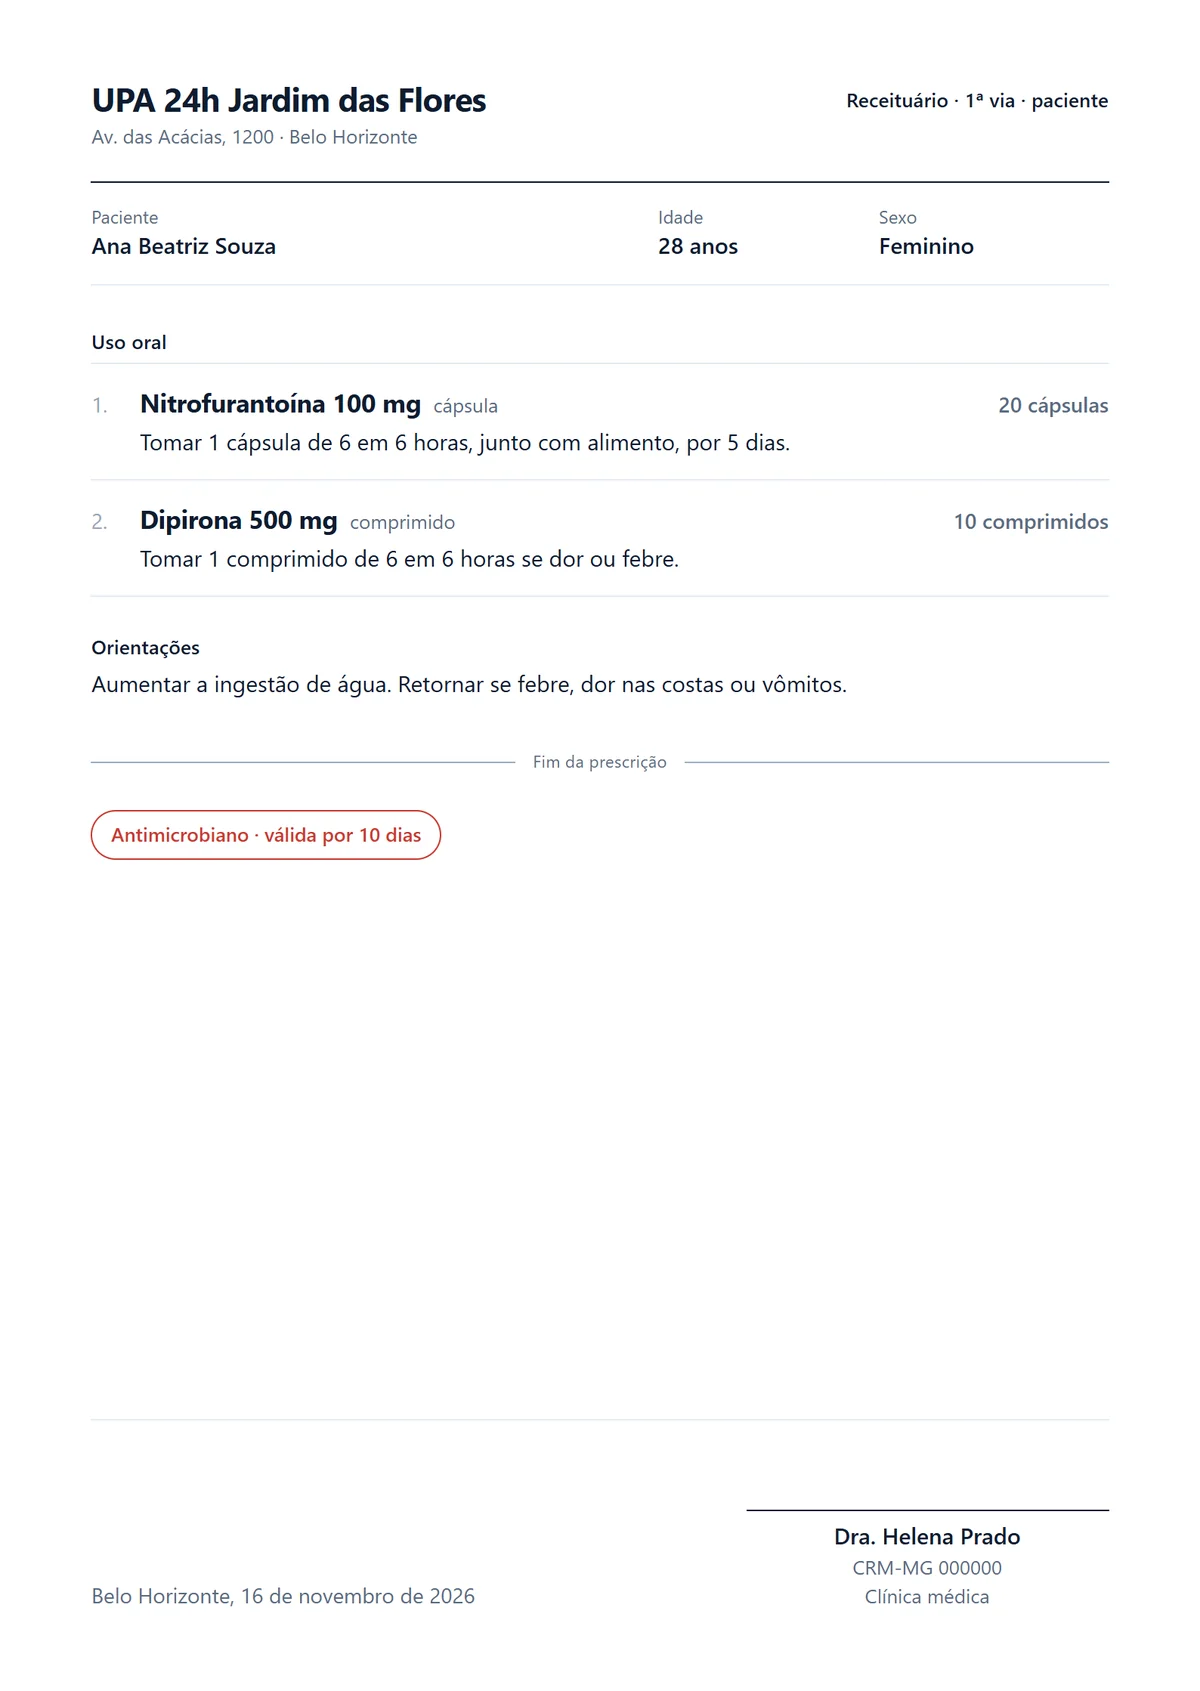 UPA 24h Jardim das Flores
Receituário · 1ª via · paciente
Av. das Acácias, 1200 · Belo Horizonte
Paciente
Idade
Sexo
Ana Beatriz Souza
28 anos
Feminino
Uso oral
1. Nitrofurantoína 100 mg cápsula 20 cápsulas
Tomar 1 cápsula de 6 em 6 horas, junto com alimento, por 5 dias.
2. Dipirona 500 mg comprimido 10 comprimidos
Tomar 1 comprimido de 6 em 6 horas se dor ou febre.
Orientações
Aumentar a ingestão de água. Retornar se febre, dor nas costas ou vômitos.
Fim da prescrição
Antimicrobiano · válida por 10 dias
Dra. Helena Prado
CRM-MG 000000
Clínica médica
Belo Horizonte, 16 de novembro de 2026